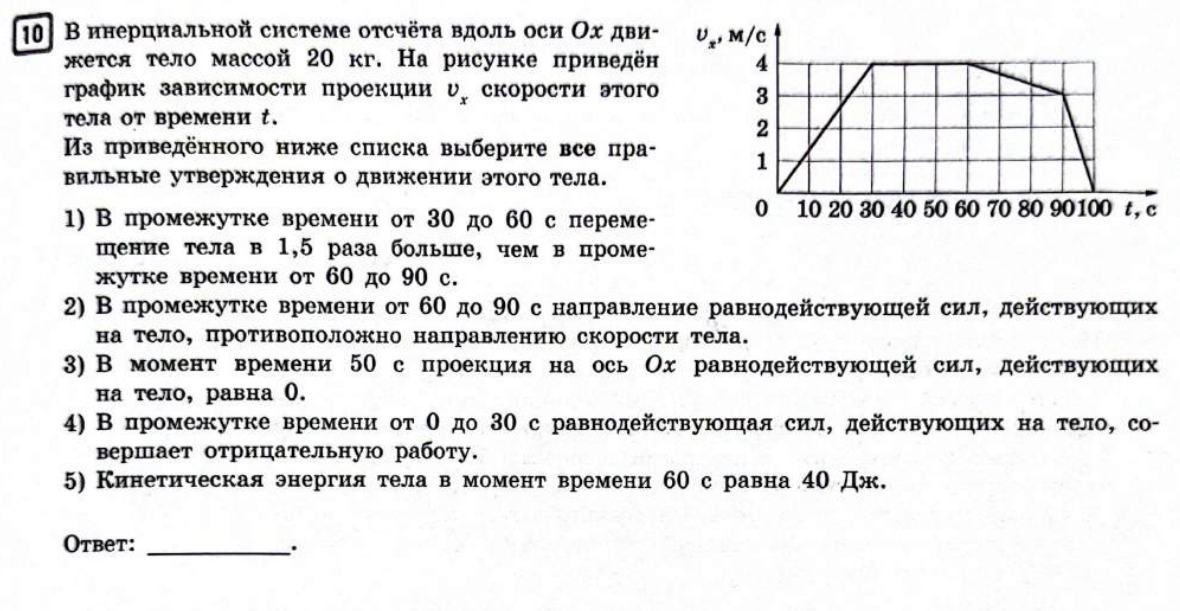 10 В инерциальной системе отсчёта вдоль оси Ox дви-
жется тело массой 20 кг. На рисунке приведён
график зависимости проекции υx скорости этого
тела от времени t.
Из приведённого ниже списка выберите все пра-
вильные утверждения о движении этого тела.
υx, м/с
4
3
2
1
0 10 20 30 40 50 60 70 80 90 100 t, с
1) В промежутке времени от 30 до 60 с переме-
щение тела в 1,5 раза больше, чем в проме-
жутке времени от 60 до 90 с.
2) В промежутке времени от 60 до 90 с направление равнодействующей сил, действующих
на тело, противоположно направлению скорости тела.
3) В момент времени 50 с проекция на ось Ox равнодействующей сил, действующих
на тело, равна 0.
4) В промежутке времени от 0 до 30 с равнодействующая сил, действующих на тело, со-
вершает отрицательную работу.
5) Кинетическая энергия тела в момент времени 60 с равна 40 Дж.
Ответ: ____________.